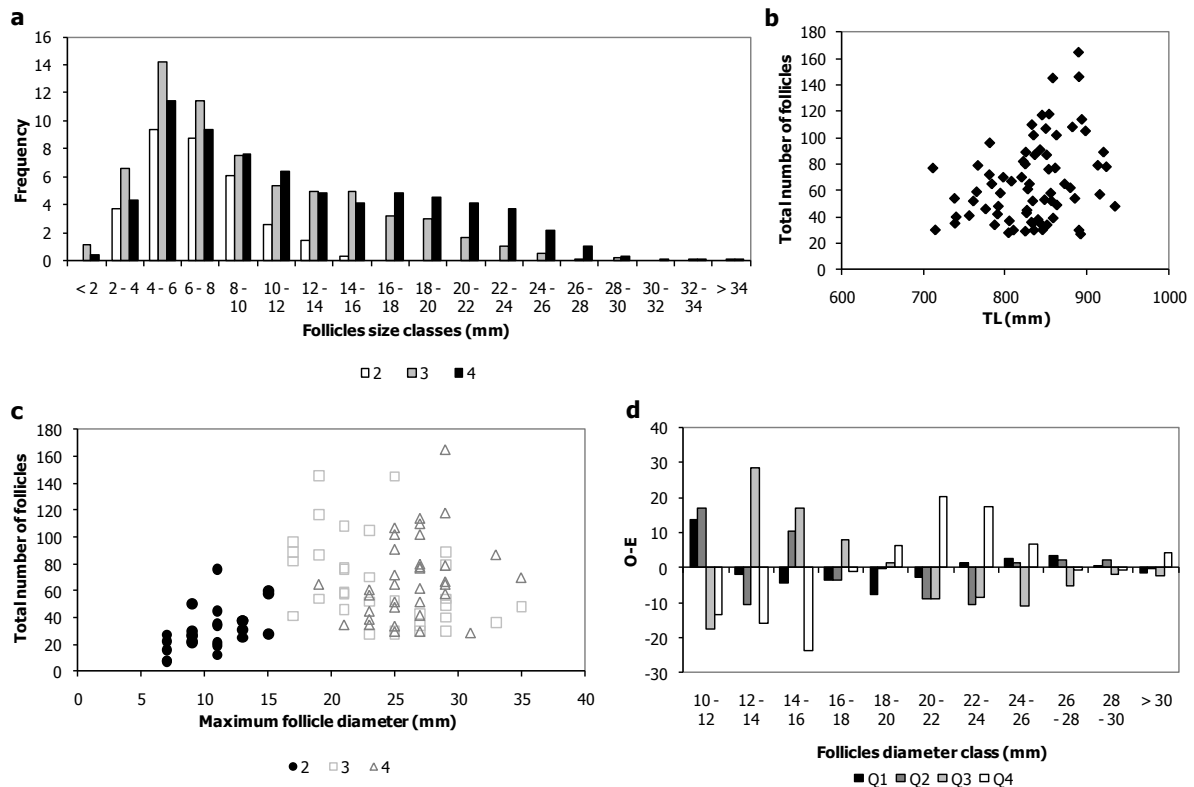 a
16
14
12
10
8
6
4
2
0
Frequency
< 2 2 - 4 4 - 6 6 - 8 8 - 10 10 - 12 12 - 14 14 - 16 16 - 18 18 - 20 20 - 22 22 - 24 24 - 26 26 - 28 28 - 30 30 - 32 32 - 34 > 34
Follicles size classes (mm)
2 3 4
b
180
160
140
120
100
80
60
40
20
0
Total number of follicles
600 700 800 900 1000
TL (mm)
c
180
160
140
120
100
80
60
40
20
0
Total number of follicles
0 5 10 15 20 25 30 35 40
Maximum follicle diameter (mm)
2 3 4
d
40
30
20
10
0
-10
-20
-30
O-E
10 - 12 12 - 14 14 - 16 16 - 18 18 - 20 20 - 22 22 - 24 24 - 26 26 - 28 28 - 30 > 30
Follicles diameter class (mm)
Q1 Q2 Q3 Q4